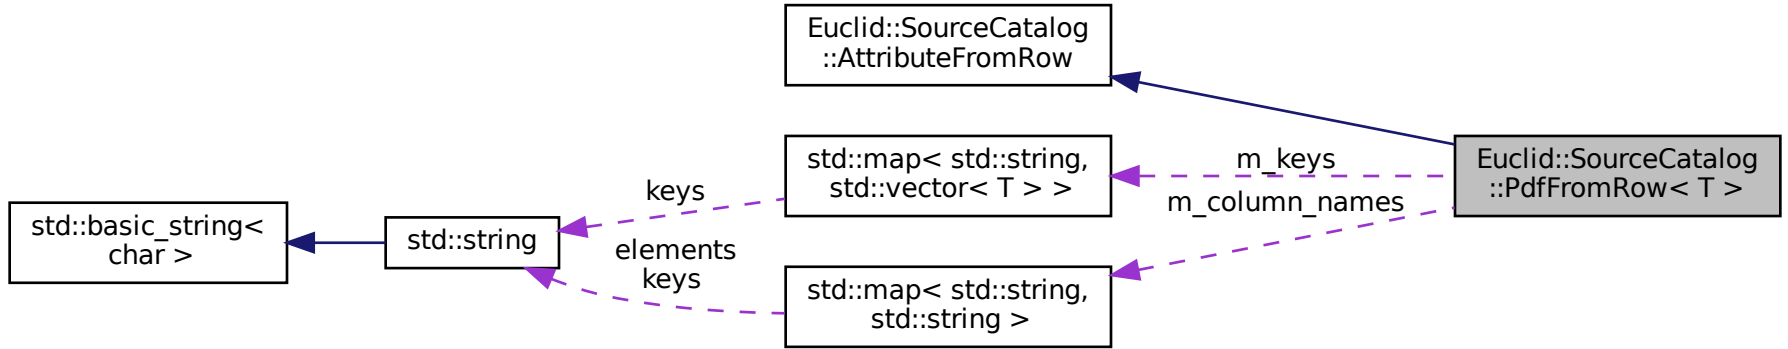 Euclid::SourceCatalog
::AttributeFromRow
std::map< std::string,
std::vector< T > >
m_keys
Euclid::SourceCatalog
::PdfFromRow< T >
keys
m_column_names
std::basic_string<
char >
std::string
elements
keys
std::map< std::string,
std::string >